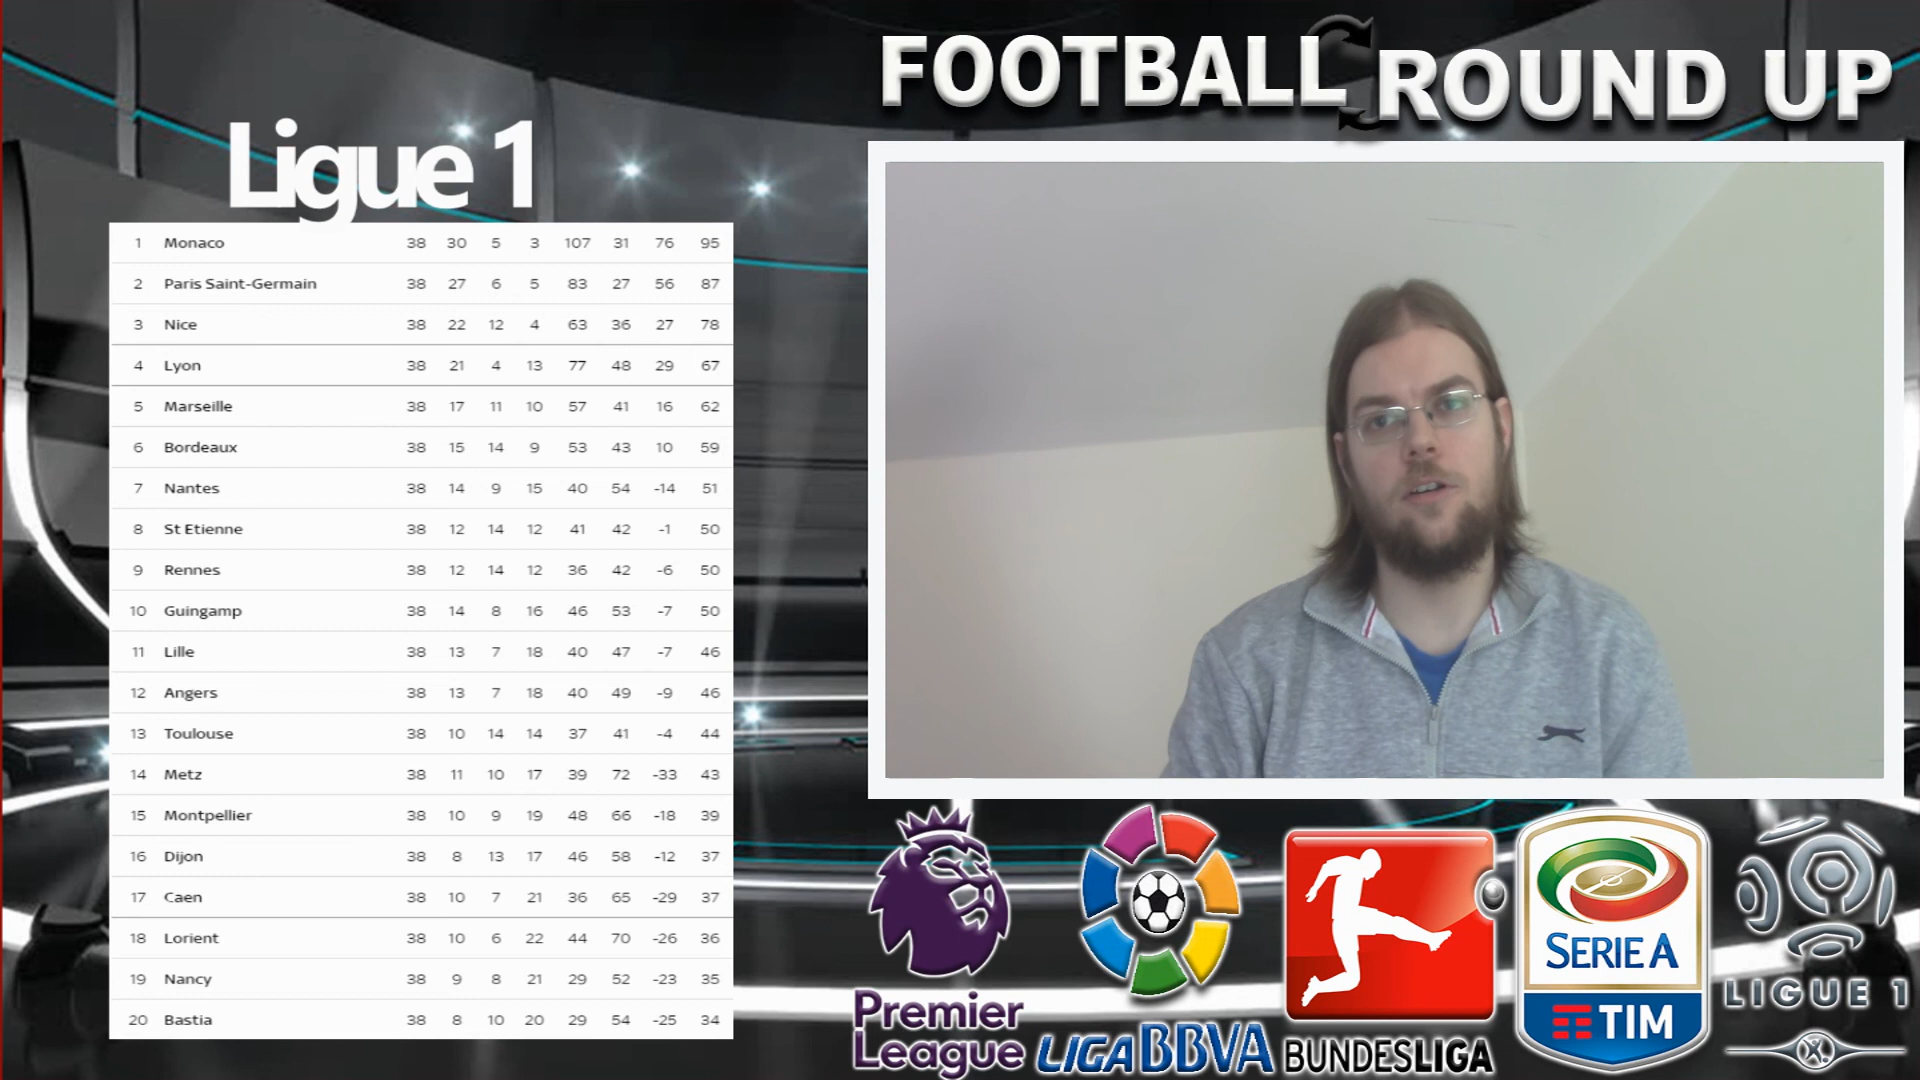 FOOTBALL ROUND UP
Ligue 1
1 Monaco 38 30 5 3 107 31 76 95
2 Paris Saint-Germain 38 27 6 5 83 27 56 87
3 Nice 38 22 12 4 63 36 27 78
4 Lyon 38 21 4 13 77 48 29 67
5 Marseille 38 17 11 10 57 41 16 62
6 Bordeaux 38 15 14 9 53 43 10 59
7 Nantes 38 14 9 15 40 54 -14 51
8 St Etienne 38 12 14 12 41 42 -1 50
9 Rennes 38 12 14 12 36 42 -6 50
10 Guingamp 38 14 8 16 46 53 -7 50
11 Lille 38 13 7 18 40 47 -7 46
12 Angers 38 13 7 18 40 49 -9 46
13 Toulouse 38 10 14 14 37 41 -4 44
14 Metz 38 11 10 17 39 72 -33 43
15 Montpellier 38 10 9 19 48 66 -18 39
16 Dijon 38 8 13 17 46 58 -12 37
17 Caen 38 10 7 21 36 65 -29 37
18 Lorient 38 10 6 22 44 70 -26 36
19 Nancy 38 9 8 21 29 52 -23 35
20 Bastia 38 8 10 20 29 54 -25 34
Premier
League
LIGA BBVA
BUNDESLIGA
SERIE A
TIM
LIGUE 1